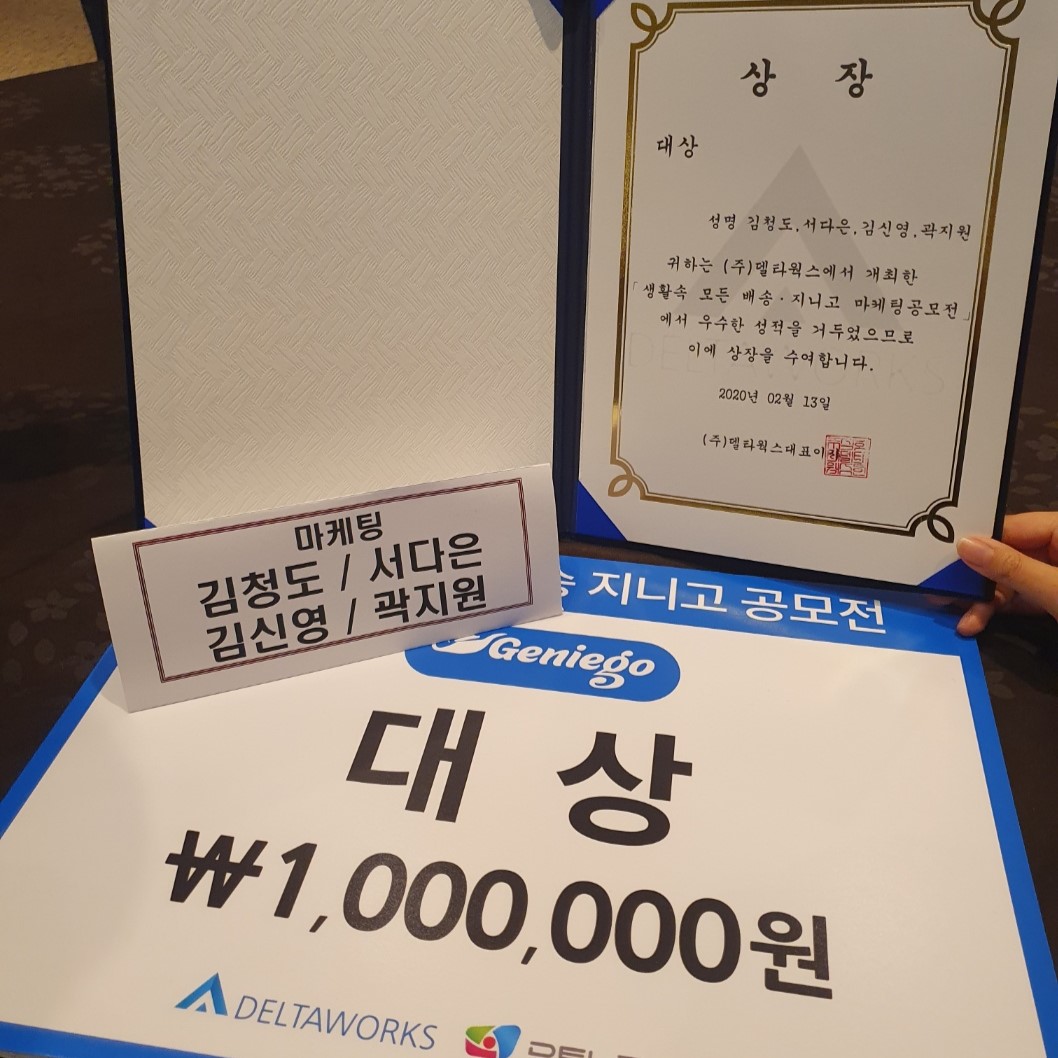 상 장
대상
성명 김청도,서다은,김신영,곽지원
귀하는 (주)델타웍스에서 개최한
「생활속 모든 배송·지니고 마케팅공모전」
에서 우수한 성적을 거두었으므로
이에 상장을 수여합니다.
2020년 02월 13일
(주)델타웍스대표이
DELTAWORKS
마케팅
김청도 / 서다은
김신영 / 곽지원
지니고 공모전
Geniego
대 상
₩1,000,000원
DELTAWORKS